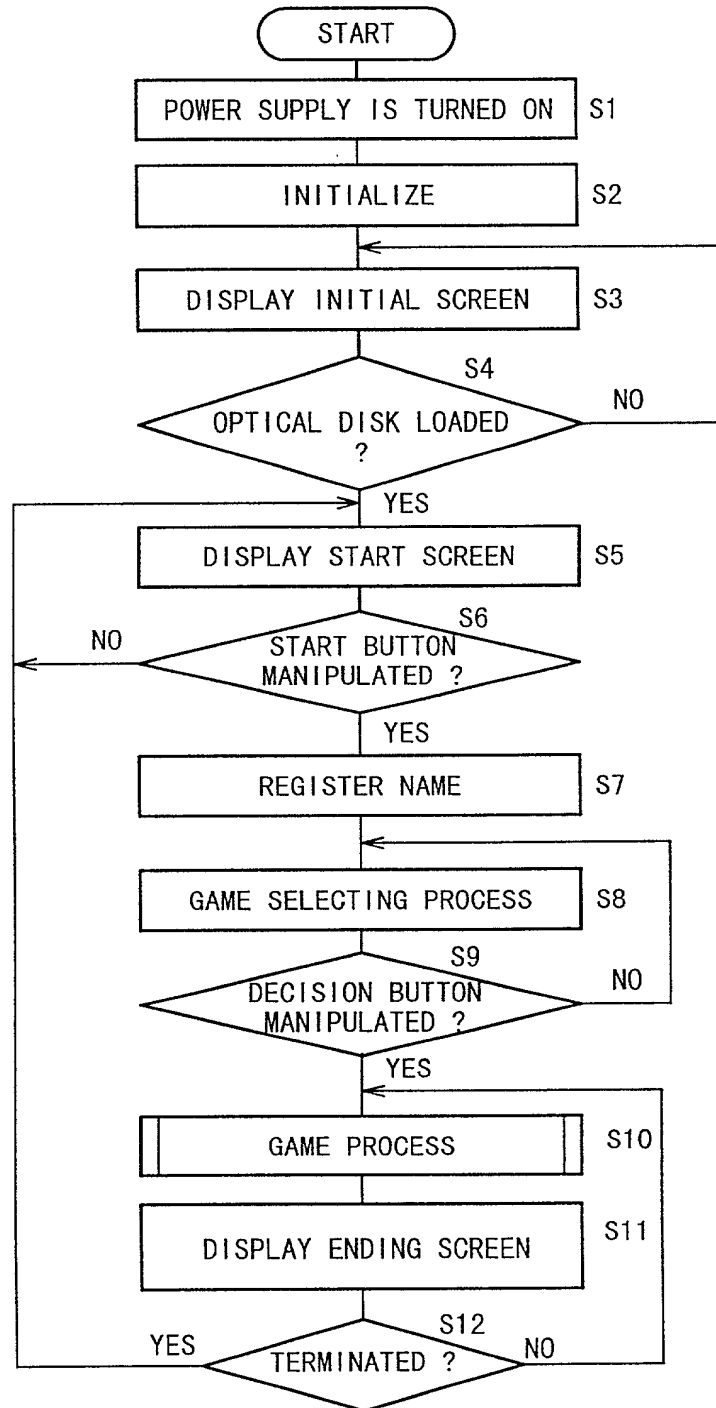 START
POWER SUPPLY IS TURNED ON S1
INITIALIZE S2
DISPLAY INITIAL SCREEN S3
S4
OPTICAL DISK LOADED
?
NO
YES
DISPLAY START SCREEN S5
S6
NO
START BUTTON
MANIPULATED ?
YES
REGISTER NAME S7
GAME SELECTING PROCESS S8
S9
DECISION BUTTON
MANIPULATED ?
NO
YES
GAME PROCESS S10
DISPLAY ENDING SCREEN S11
S12
YES
TERMINATED ?
NO